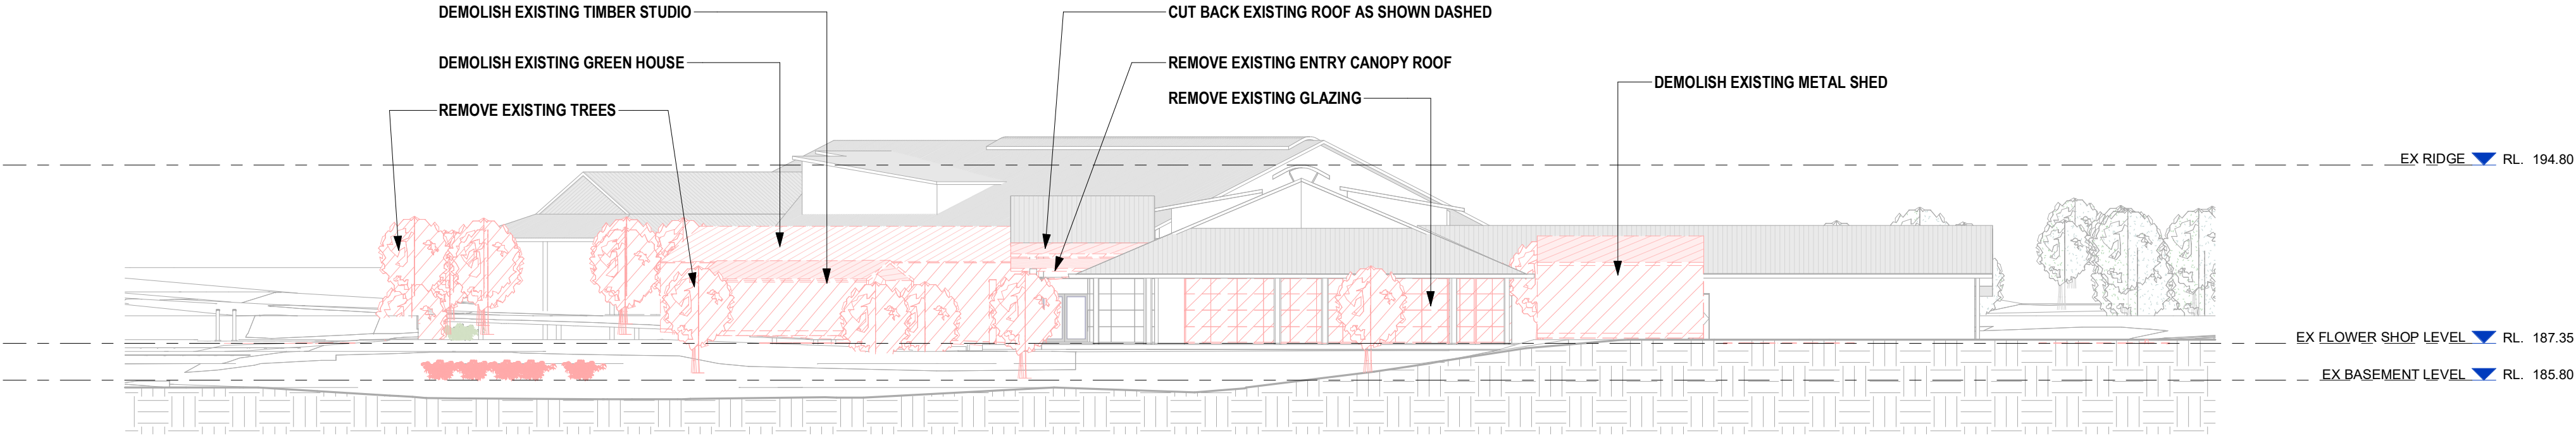 DEMOLISH EXISTING TIMBER STUDIO
CUT BACK EXISTING ROOF AS SHOWN DASHED
DEMOLISH EXISTING GREEN HOUSE
REMOVE EXISTING ENTRY CANOPY ROOF
DEMOLISH EXISTING METAL SHED
REMOVE EXISTING GLAZING
REMOVE EXISTING TREES
EX RIDGE RL. 194.80
EX FLOWER SHOP LEVEL RL. 187.35
EX BASEMENT LEVEL RL. 185.80